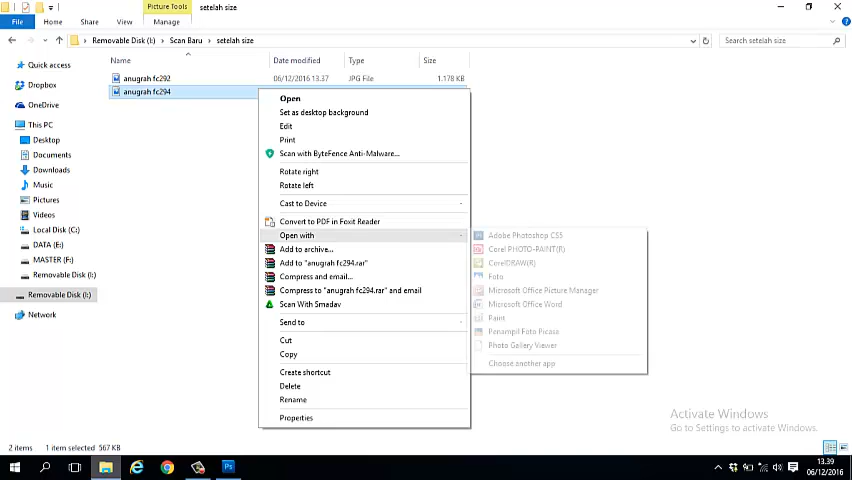 Picture Tools
setelah size
File
Home
Share
View
Manage
Removable Disk (I:)
Scan Baru
setelah size
Search setelah size
Name
Date modified
Type
Size
anugrah fc292
06/12/2016 13.37
JPG File
1.178 KB
anugrah fc294
Quick access
Dropbox
OneDrive
This PC
Desktop
Documents
Downloads
Music
Pictures
Videos
Local Disk (C:)
DATA (E:)
MASTER (F:)
Removable Disk (I:)
Removable Disk (I:)
Network
Open
Set as desktop background
Edit
Print
Scan with ByteFence Anti-Malware...
Rotate right
Rotate left
Cast to Device
Convert to PDF in Foxit Reader
Open with
Add to archive...
Add to "anugrah fc294.rar"
Compress and email...
Compress to "anugrah fc294.rar" and email
Scan With Smadav
Send to
Cut
Copy
Create shortcut
Delete
Rename
Properties
Adobe Photoshop CS5
Corel PHOTO-PAINT(R)
CorelDRAW(R)
Foto
Microsoft Office Picture Manager
Microsoft Office Word
Paint
Penampil Foto Picasa
Photo Gallery Viewer
Choose another app
Activate Windows
Go to Settings to activate Windows.
2 items
1 item selected 567 KB
13.39
06/12/2016